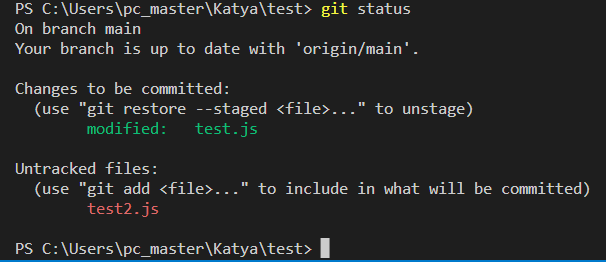 PS C:\Users\pc_master\Katya\test> git status
On branch main
Your branch is up to date with 'origin/main'.
Changes to be committed:
(use "git restore --staged <file>..." to unstage)
modified: test.js
Untracked files:
(use "git add <file>..." to include in what will be committed)
test2.js
PS C:\Users\pc_master\Katya\test>